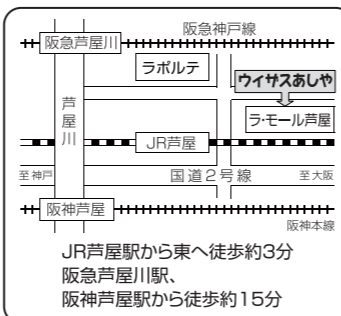 阪急神戸線
阪急芦屋川
ラポルテ
ウイザスあしや
芦屋川
ラ・モール芦屋
JR芦屋
至神戸
国道2号線
至大阪
阪神芦屋
阪神本線
JR芦屋駅から東へ徒歩約3分
阪急芦屋川駅、
阪神芦屋駅から徒歩約15分